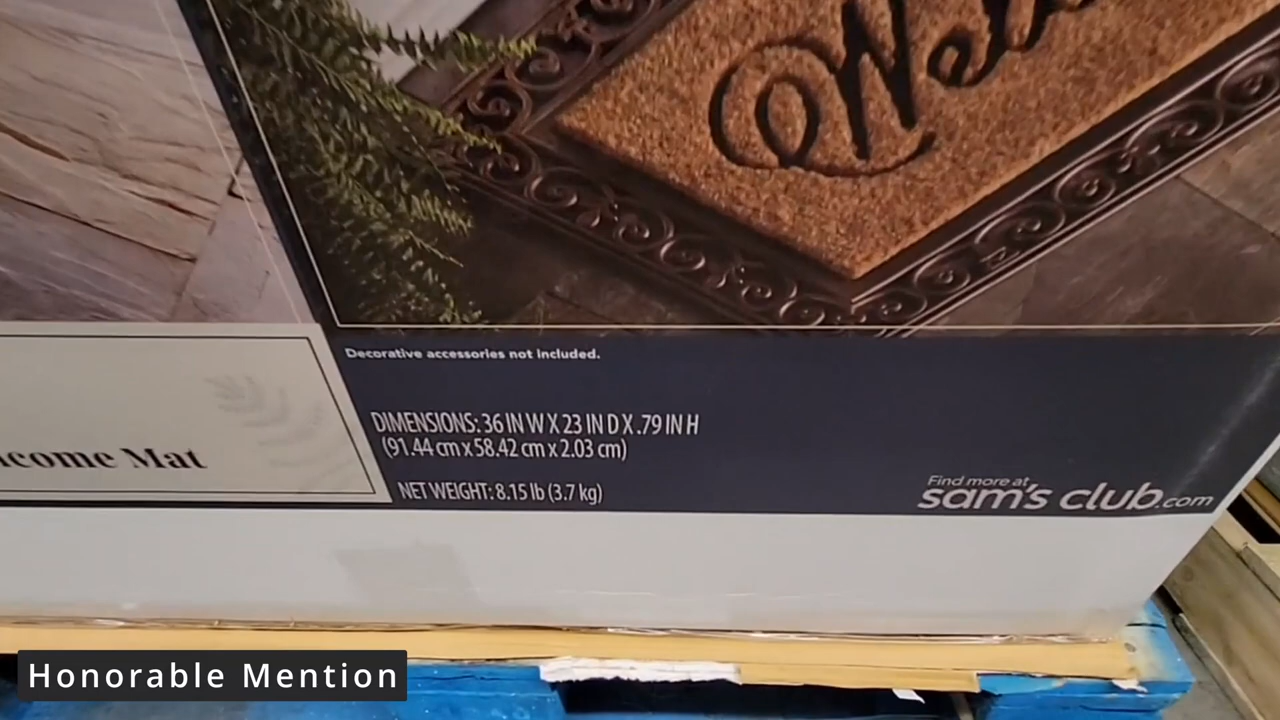 Decorative accessories not included.
DIMENSIONS: 36 IN W X 23 IN D X .79 IN H
(91.44 cm x 58.42 cm x 2.03 cm)
Mat
NET WEIGHT: 8.15 lb (3.7 kg)
Find more at
sam's club.com
Honorable Mention